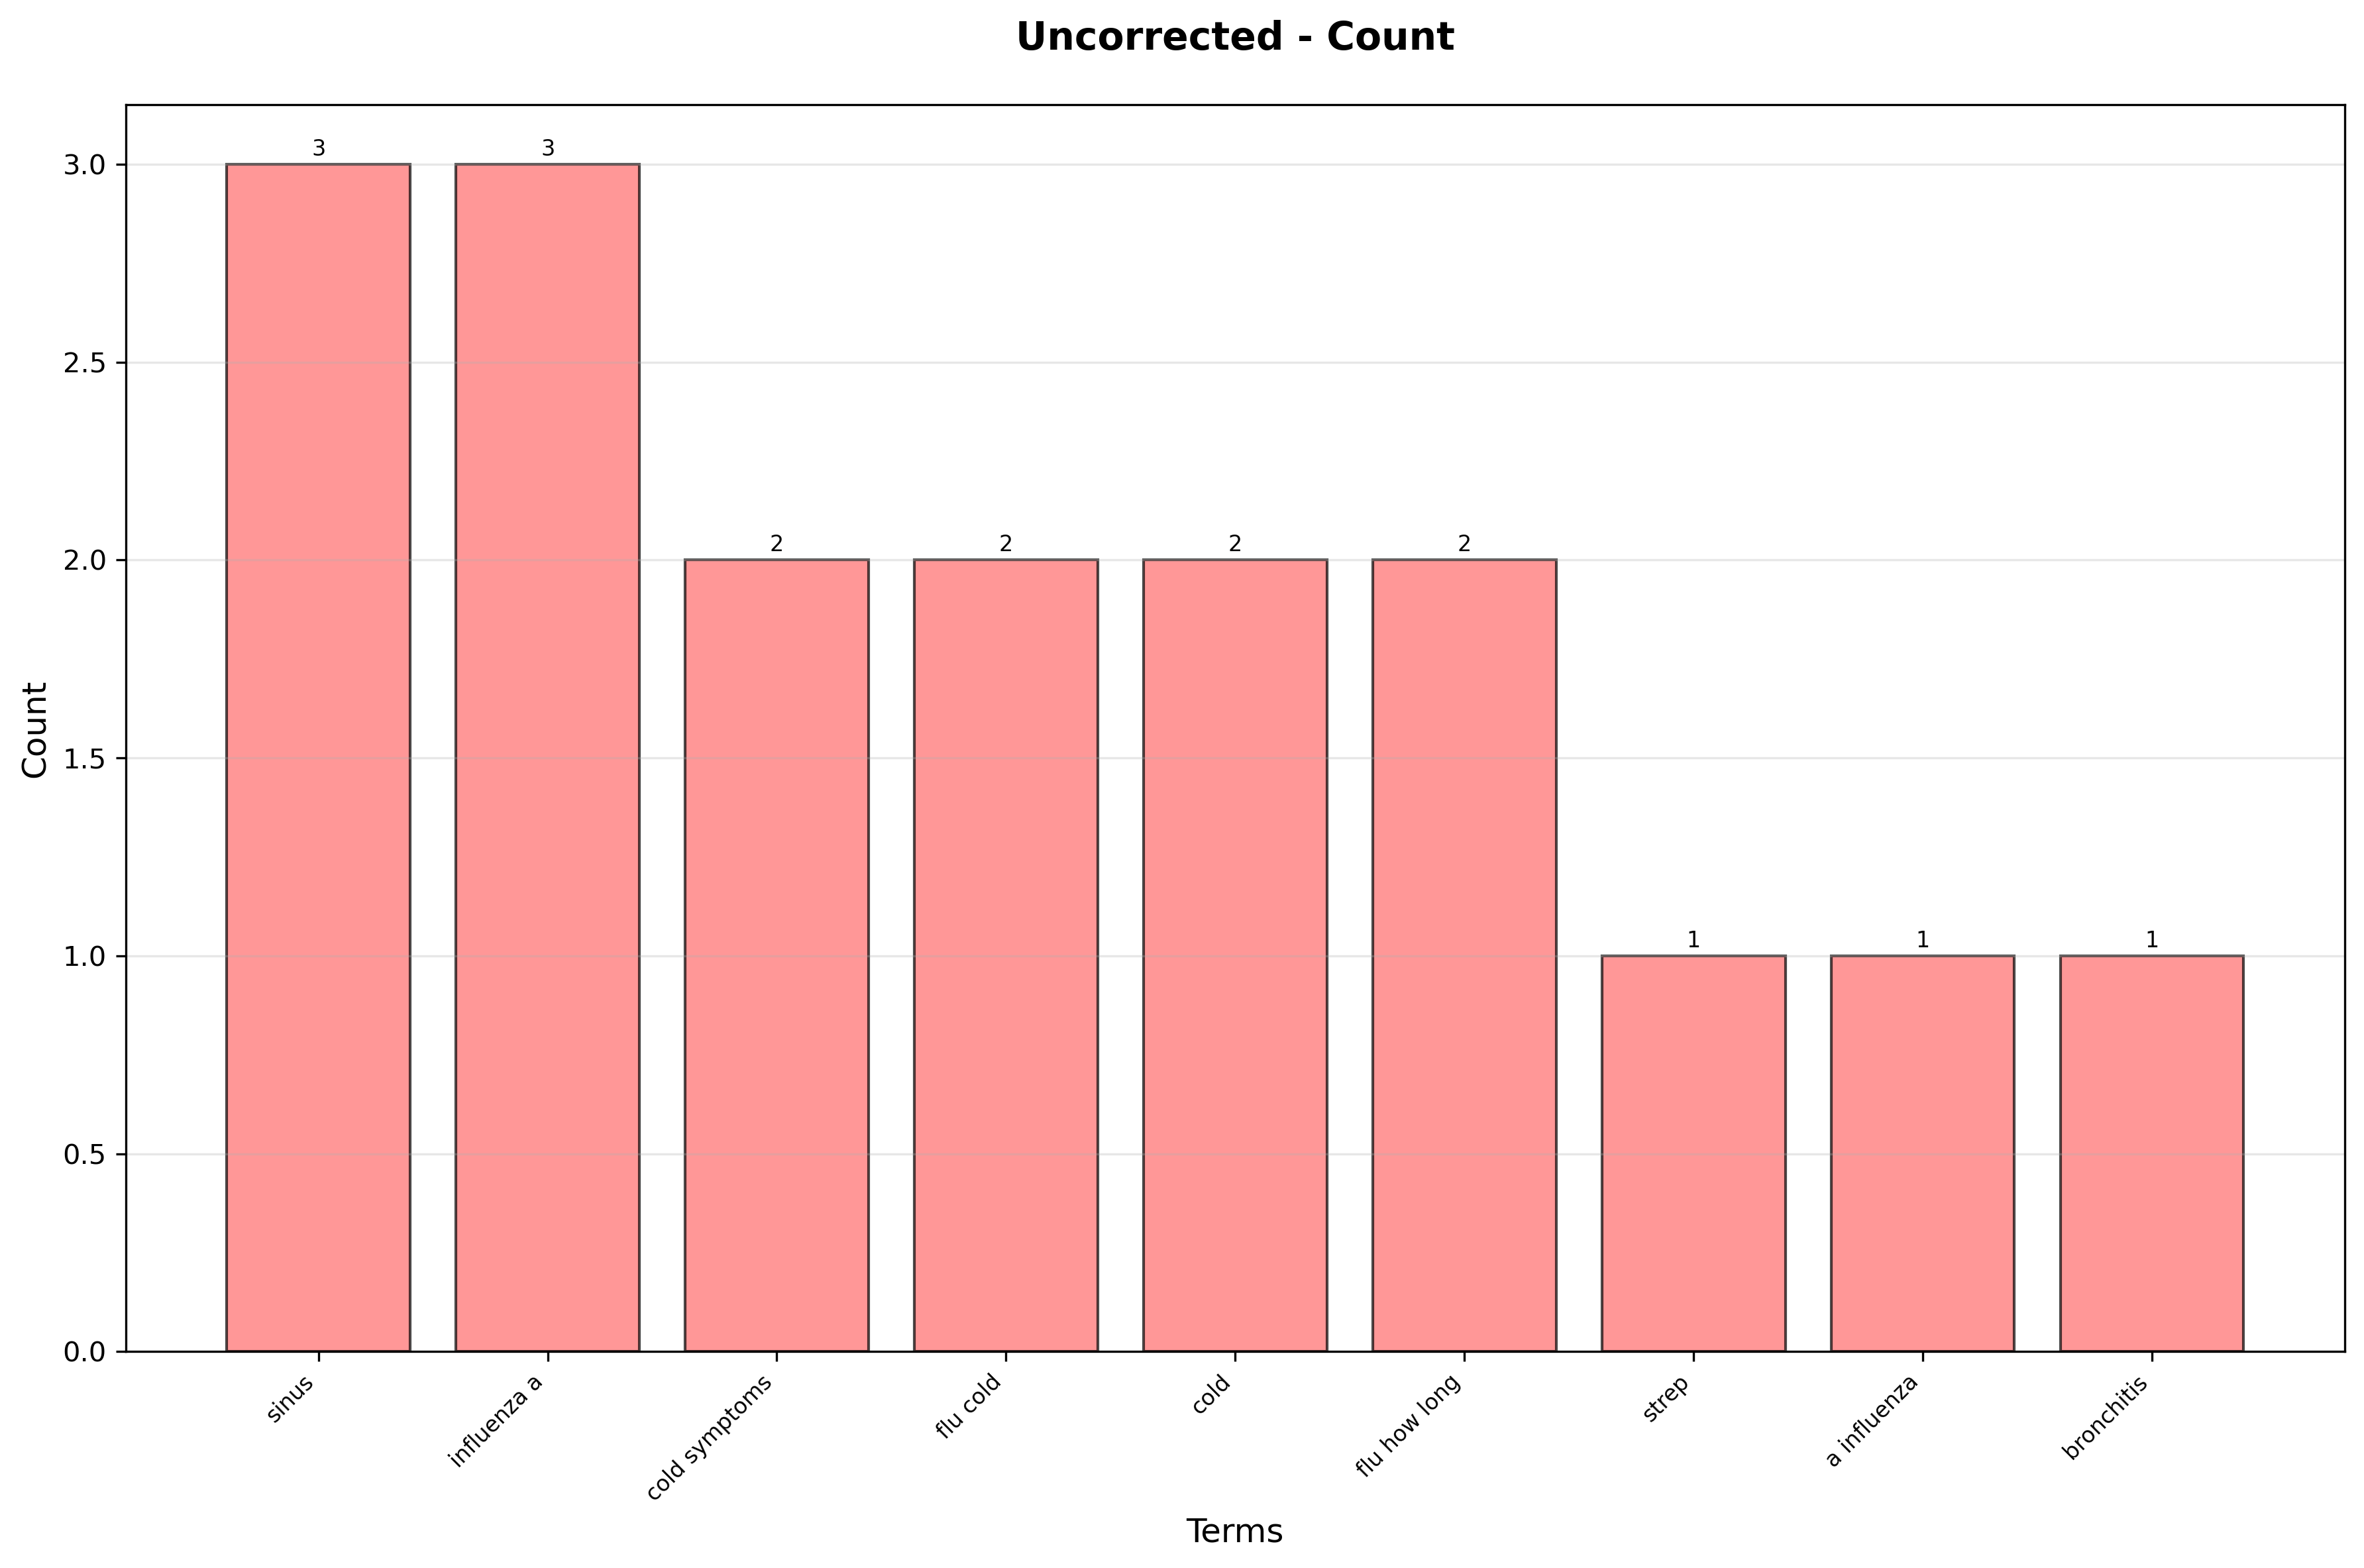 Uncorrected - Count
3 3
3.0
2.5
2 2 2 2
2.0
Count
1.5
1 1 1
1.0
0.5
0.0
sinus
influenza a
cold symptoms
flu cold
cold
flu how long
strep
a influenza
bronchitis
Terms